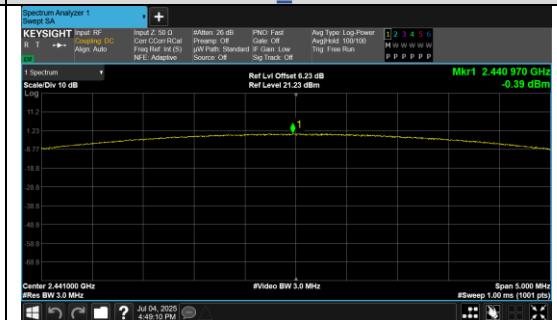 Spectrum Analyzer 1
Swept SA
+
KEYSIGHT Input: RF Input Z: 50 Ω #Atten: 26 dB PNO: Fast Avg Type: Log-Power 1 2 3 4 5 6
R T Coupling: DC Corr CCorr RCal Preamp: Off Gate: Off Avg|Hold: 100/100 M W W W W W
Align: Auto Freq Ref: Int (S) µW Path: Standard IF Gain: Low Trig: Free Run
NFE: Adaptive Source: Off Sig Track: Off P P P P P P
1 Spectrum Ref Lvl Offset 6.23 dB Mkr1 2.440 970 GHz
Scale/Div 10 dB Ref Level 21.23 dBm -0.39 dBm
Log
11.2
1
1.23
-8.77
-18.8
-28.8
-38.8
-48.8
-58.8
-68.8
Center 2.441000 GHz #Video BW 3.0 MHz Span 5.000 MHz
#Res BW 3.0 MHz #Sweep 1.00 ms (1001 pts)
? Jul 04, 2025
4:49:10 PM